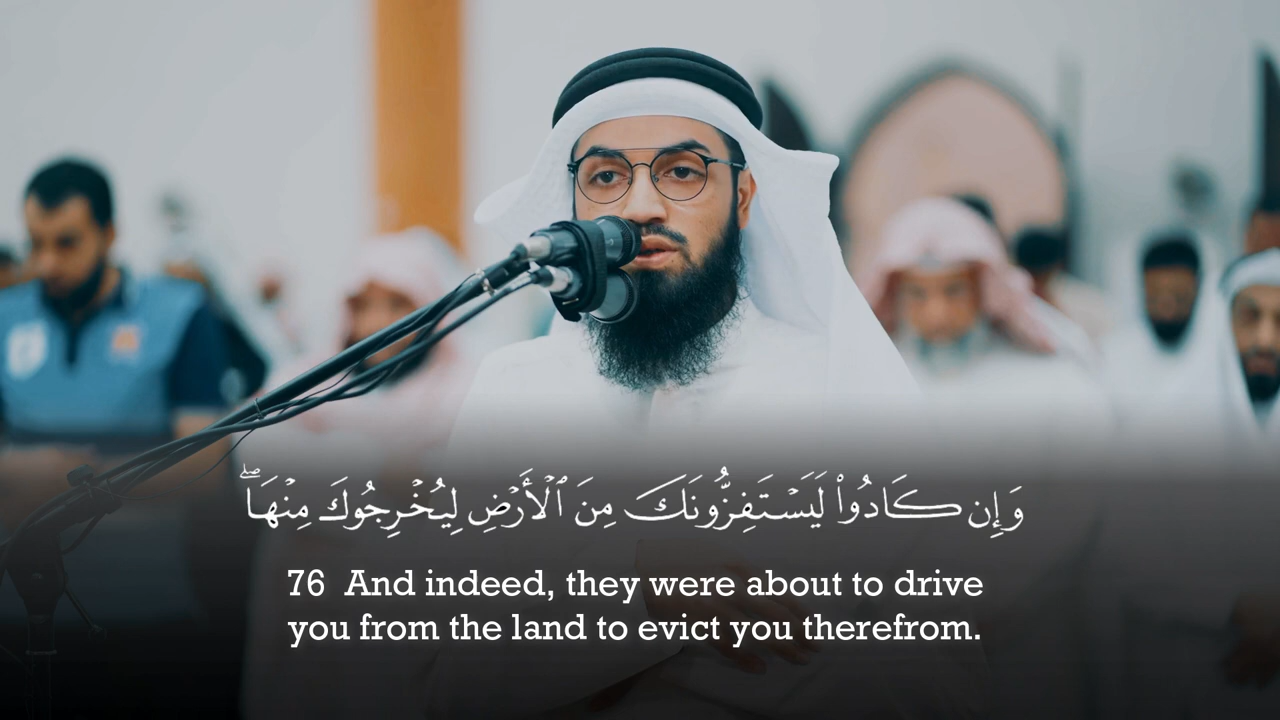 وَإِن كَادُوا۟ لَيَسْتَفِزُّونَكَ مِنَ ٱلْأَرْضِ لِيُخْرِجُوكَ مِنْهَا ۖ
76 And indeed, they were about to drive
you from the land to evict you therefrom.